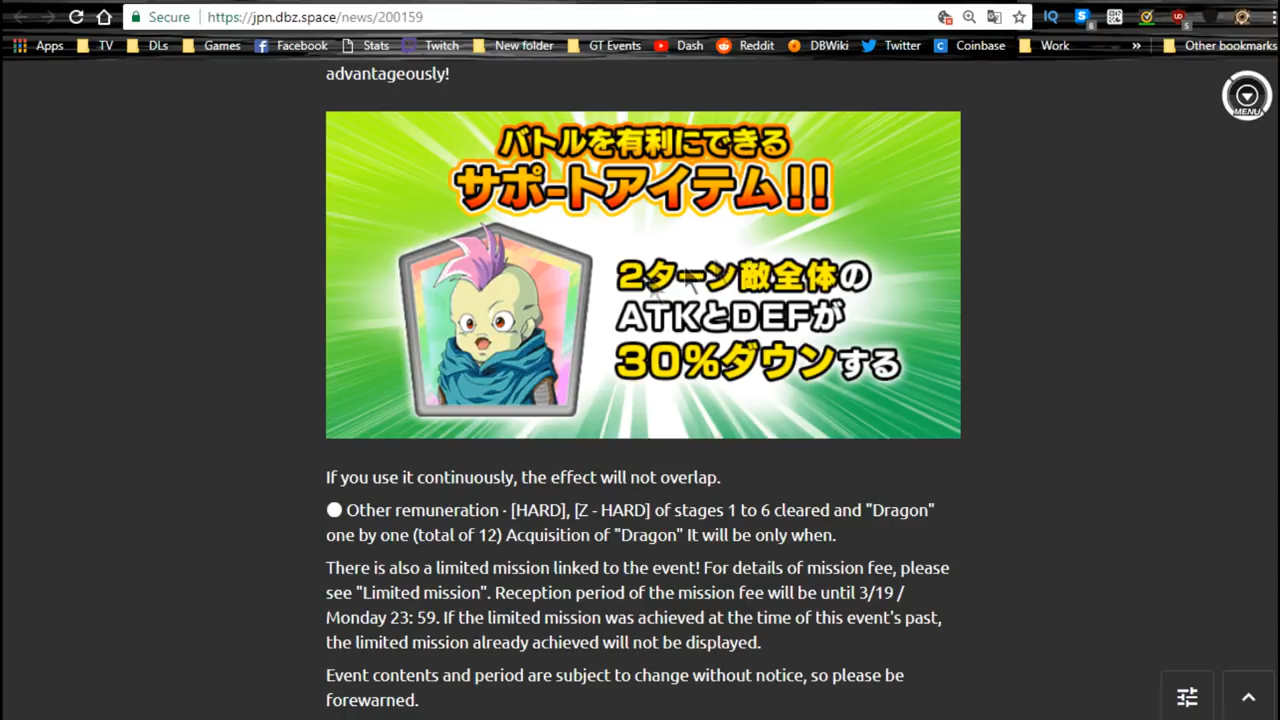 Secure https://jpn.dbz.space/news/200159 IQ 8 UD 5
Apps TV DLs Games Facebook Stats Twitch New folder GT Events Dash Reddit DBWiki Twitter Coinbase Work » Other bookmarks
advantageously!
MENU
バトルを有利にできる
サポートアイテム!!
2ターン敵全体の
ATKとDEFが
30%ダウンする
If you use it continuously, the effect will not overlap.
● Other remuneration · [HARD], [Z - HARD] of stages 1 to 6 cleared and "Dragon"
one by one (total of 12) Acquisition of "Dragon" It will be only when.
There is also a limited mission linked to the event! For details of mission fee, please
see "Limited mission". Reception period of the mission fee will be until 3/19 /
Monday 23: 59. If the limited mission was achieved at the time of this event's past,
the limited mission already achieved will not be displayed.
Event contents and period are subject to change without notice, so please be
forewarned.